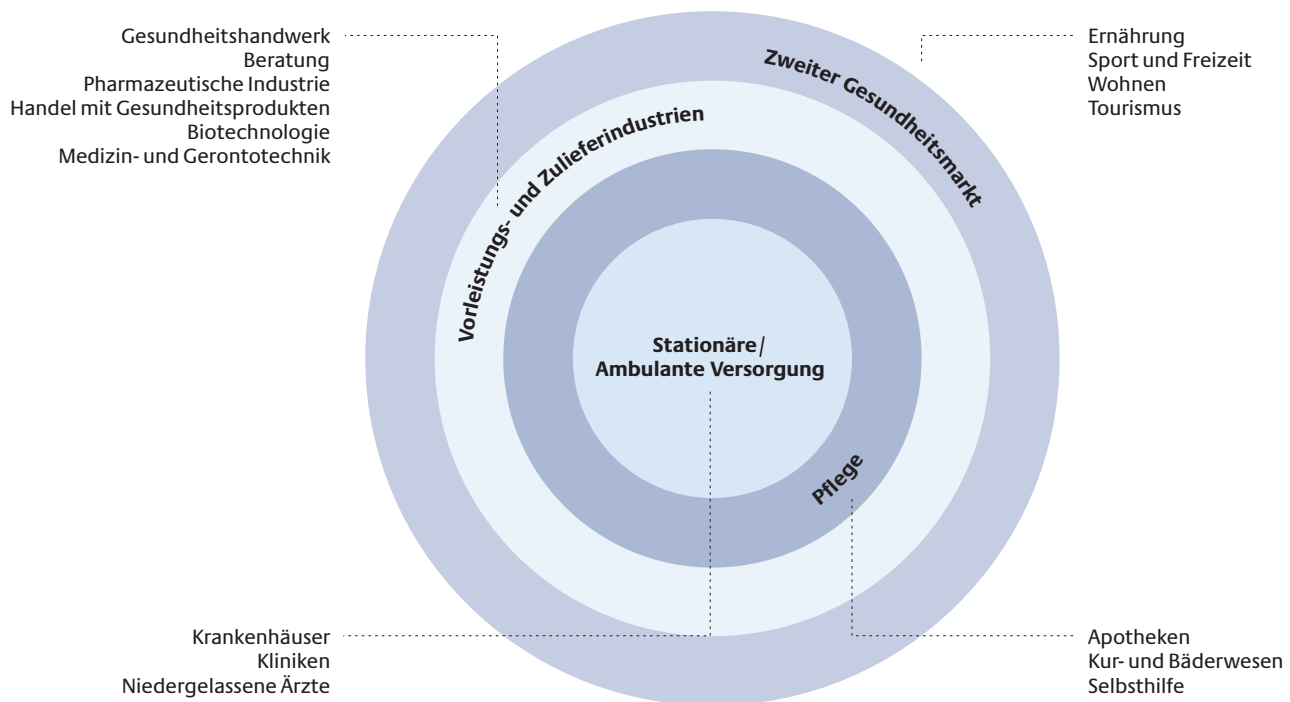 Gesundheitshandwerk
Beratung
Pharmazeutische Industrie
Handel mit Gesundheitsprodukten
Biotechnologie
Medizin- und Gerontotechnik
Ernährung
Sport und Freizeit
Wohnen
Tourismus
Zweiter Gesundheitsmarkt
Vorleistungs- und Zulieferindustrien
Stationäre/
Ambulante Versorgung
Pflege
Krankenhäuser
Kliniken
Niedergelassene Ärzte
Apotheken
Kur- und Bäderwesen
Selbsthilfe